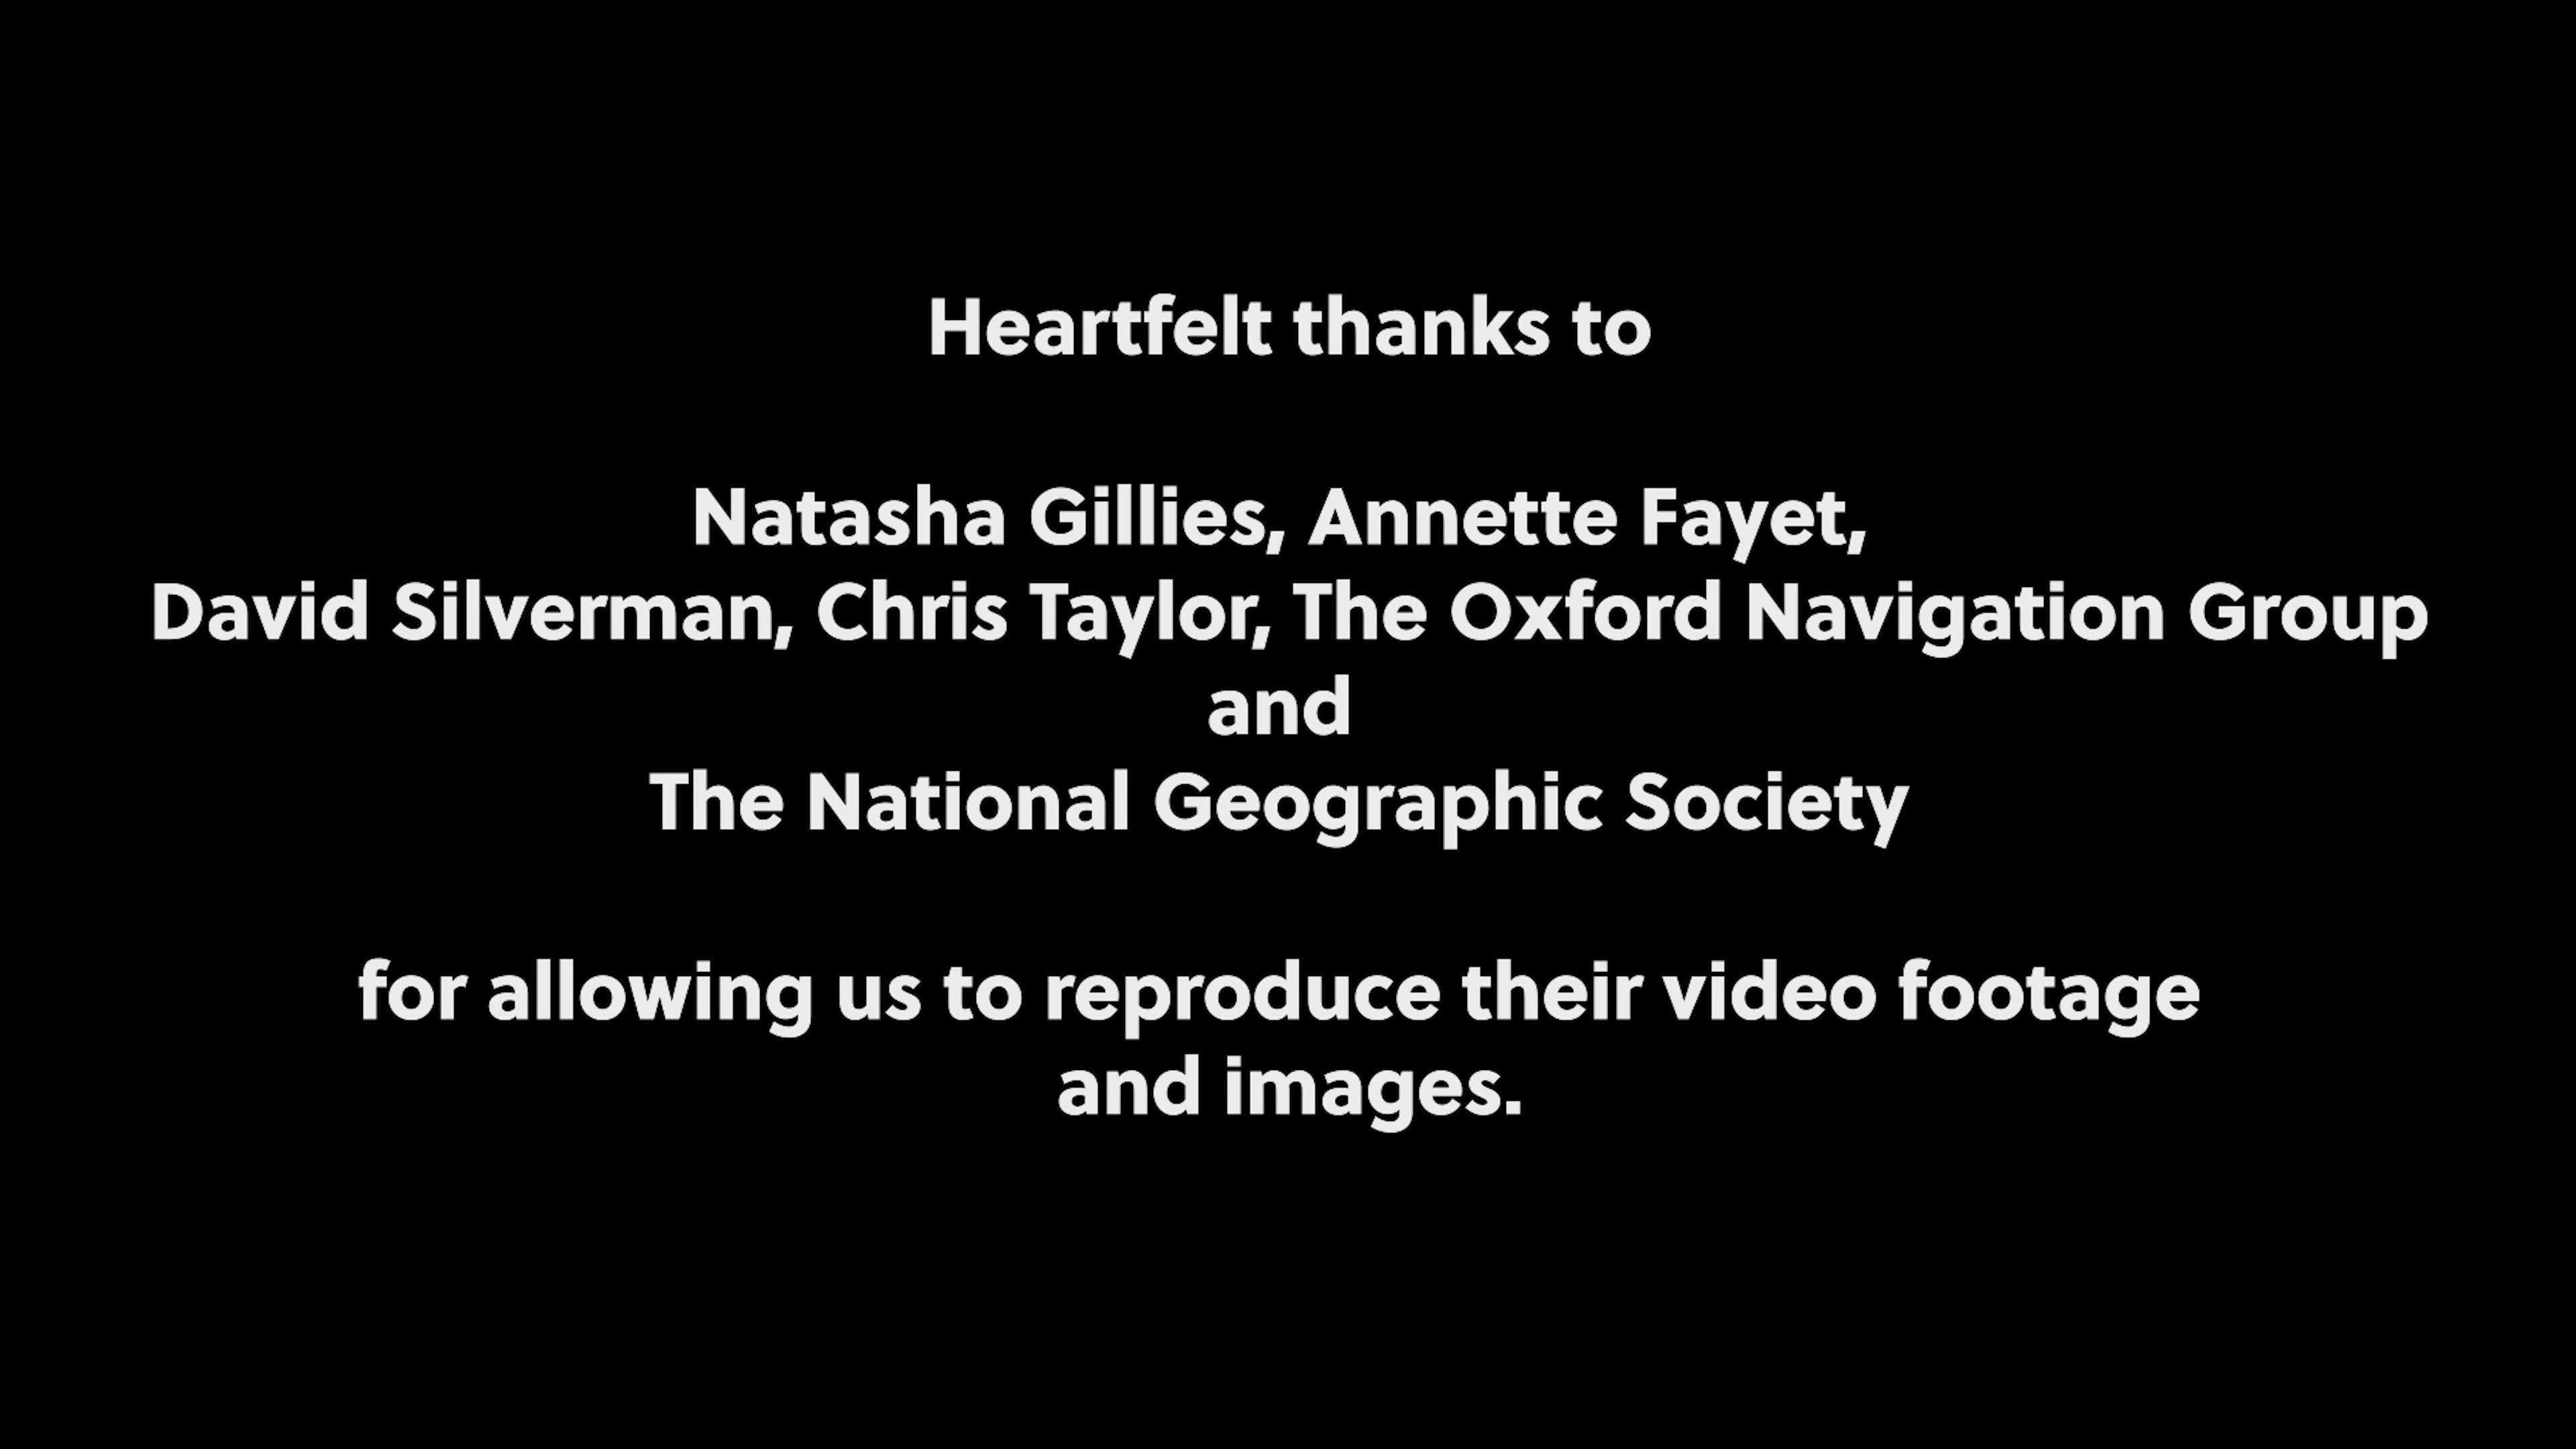 Heartfelt thanks to
Natasha Gillies, Annette Fayet,
David Silverman, Chris Taylor, The Oxford Navigation Group
and
The National Geographic Society
for allowing us to reproduce their video footage
and images.